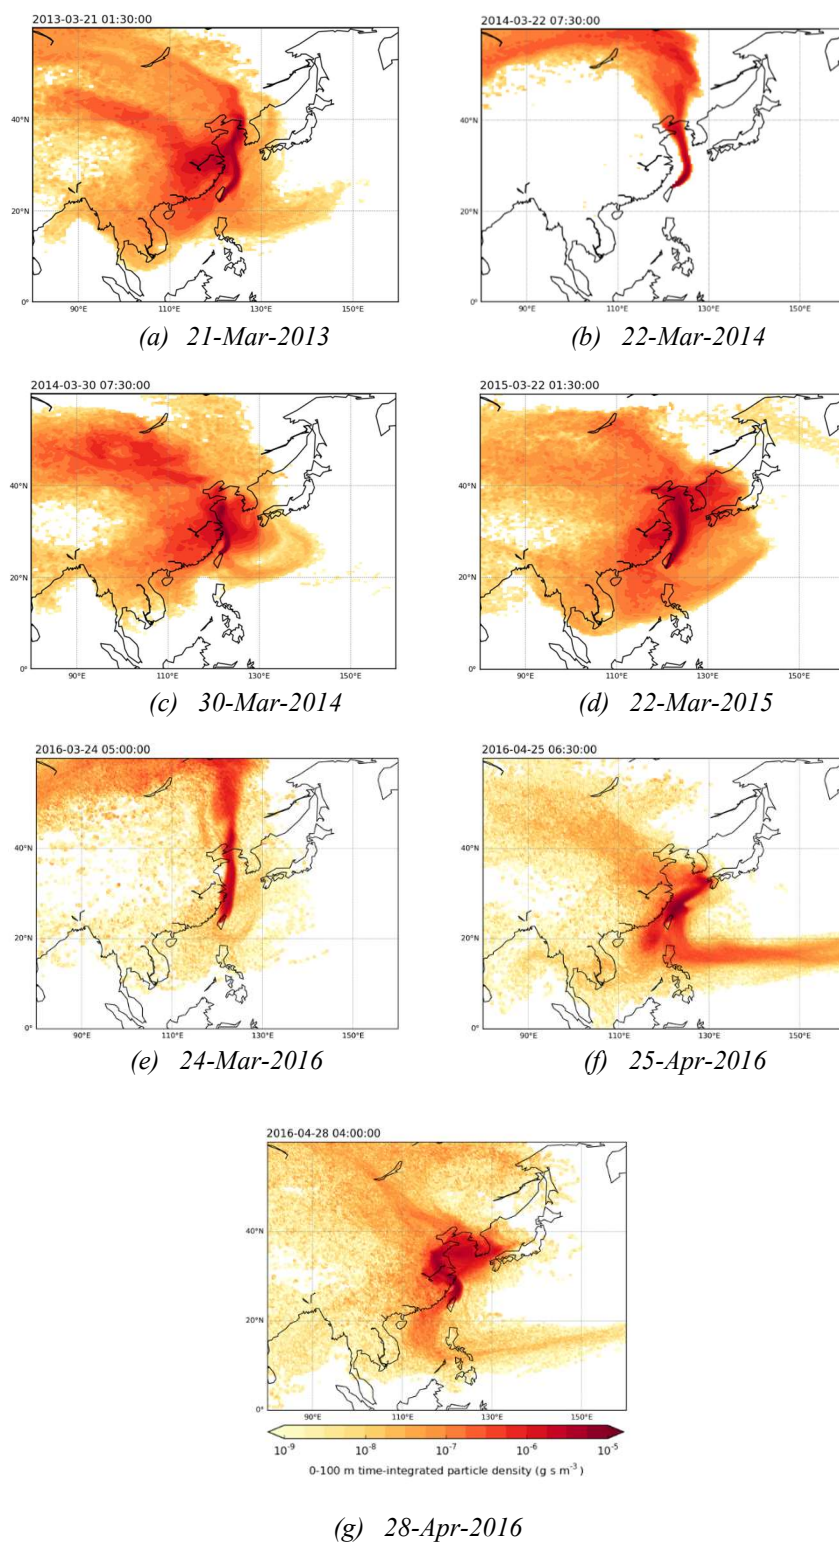 2013-03-21 01:30:00
40°N
20°N
0°
90°E 110°E 130°E 150°E
(a) 21-Mar-2013
2014-03-22 07:30:00
40°N
20°N
0°
90°E 110°E 130°E 150°E
(b) 22-Mar-2014
2014-03-30 07:30:00
40°N
20°N
0°
90°E 110°E 130°E 150°E
(c) 30-Mar-2014
2015-03-22 01:30:00
40°N
20°N
0°
90°E 110°E 130°E 150°E
(d) 22-Mar-2015
2016-03-24 05:00:00
40°N
20°N
0°
90°E 110°E 130°E 150°E
(e) 24-Mar-2016
2016-04-25 06:30:00
40°N
20°N
0°
90°E 110°E 130°E 150°E
(f) 25-Apr-2016
2016-04-28 04:00:00
40°N
20°N
0°
90°E 110°E 130°E 150°E
10⁻⁹ 10⁻⁸ 10⁻⁷ 10⁻⁶ 10⁻⁵
0-100 m time-integrated particle density (g s m⁻³)
(g) 28-Apr-2016